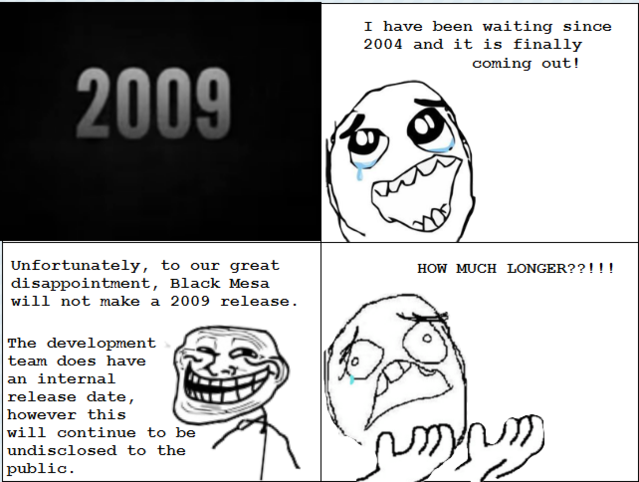 2009
I have been waiting since
2004 and it is finally
coming out!
Unfortunately, to our great
disappointment, Black Mesa
will not make a 2009 release.
The development
team does have
an internal
release date,
however this
will continue to be
undisclosed to the
public.
HOW MUCH LONGER??!!!